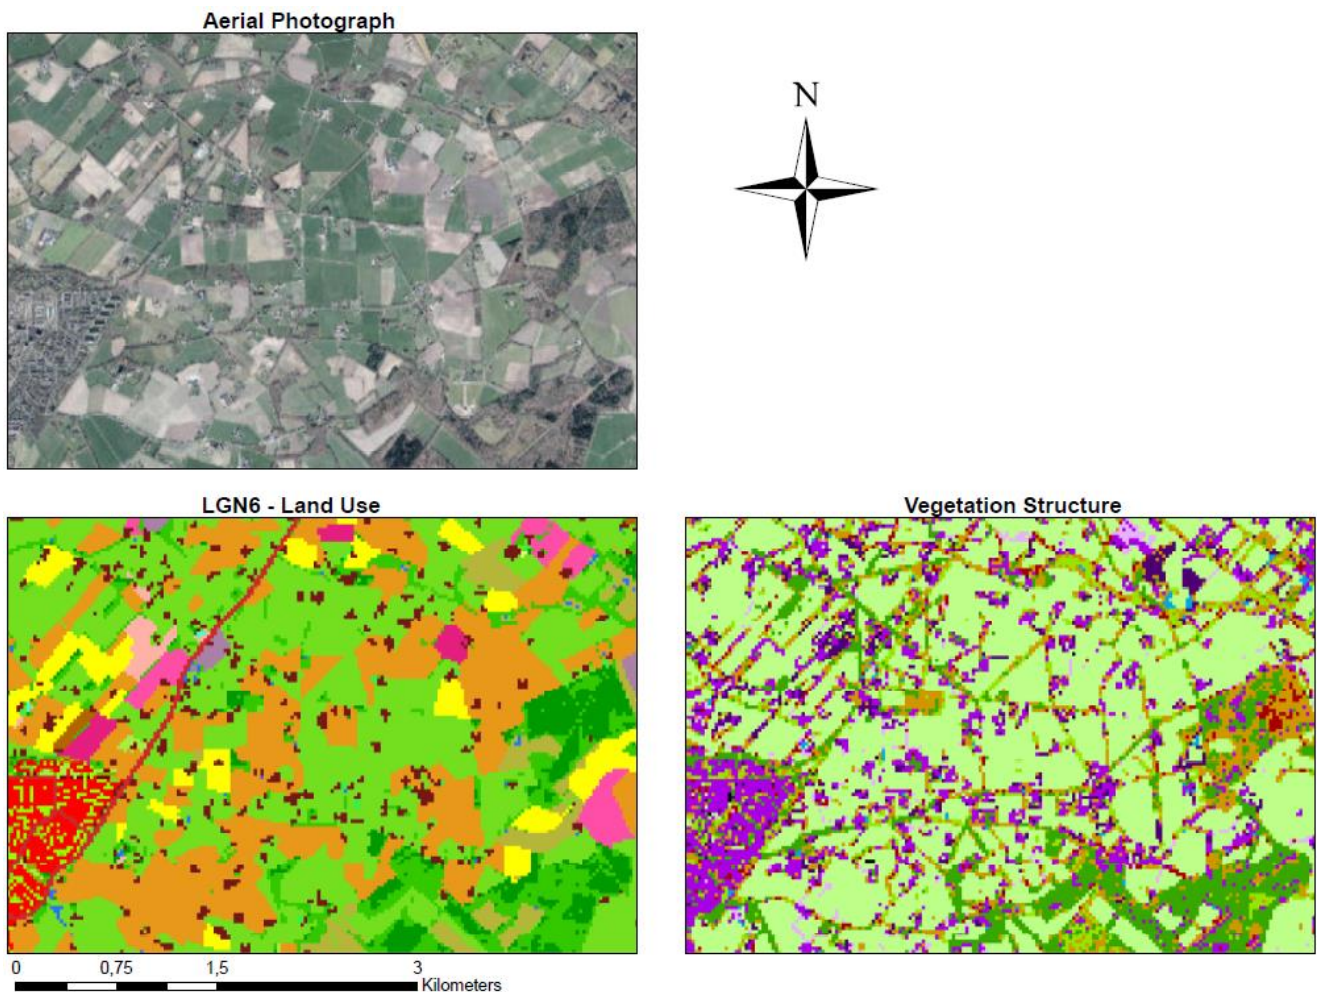 Aerial Photograph
N
LGN6 - Land Use
Vegetation Structure
0 0,75 1,5 3
Kilometers